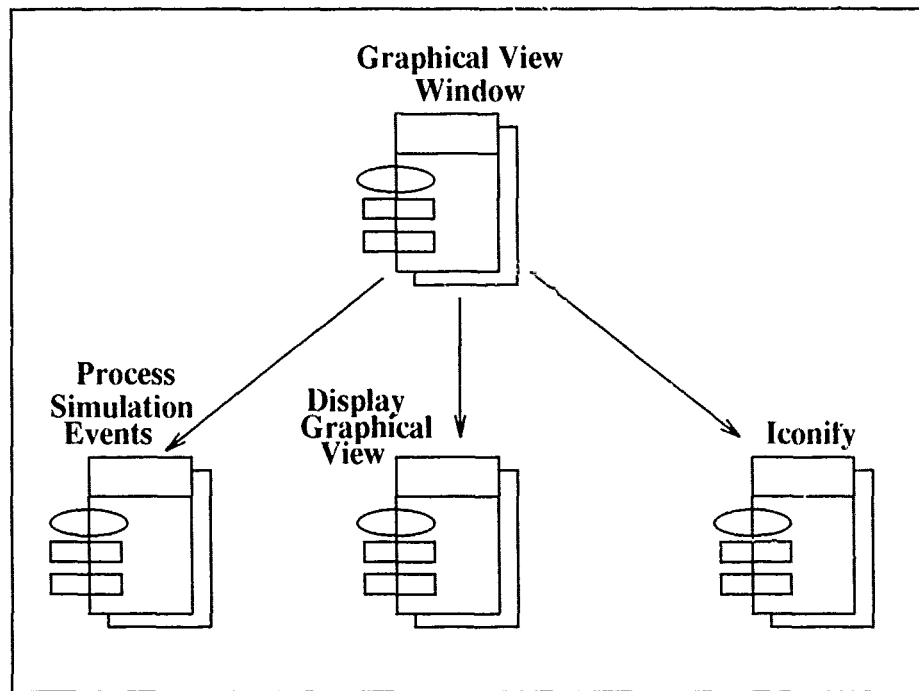 Graphical View
Window
Process
Simulation
Events
Display
Graphical
View
Iconify